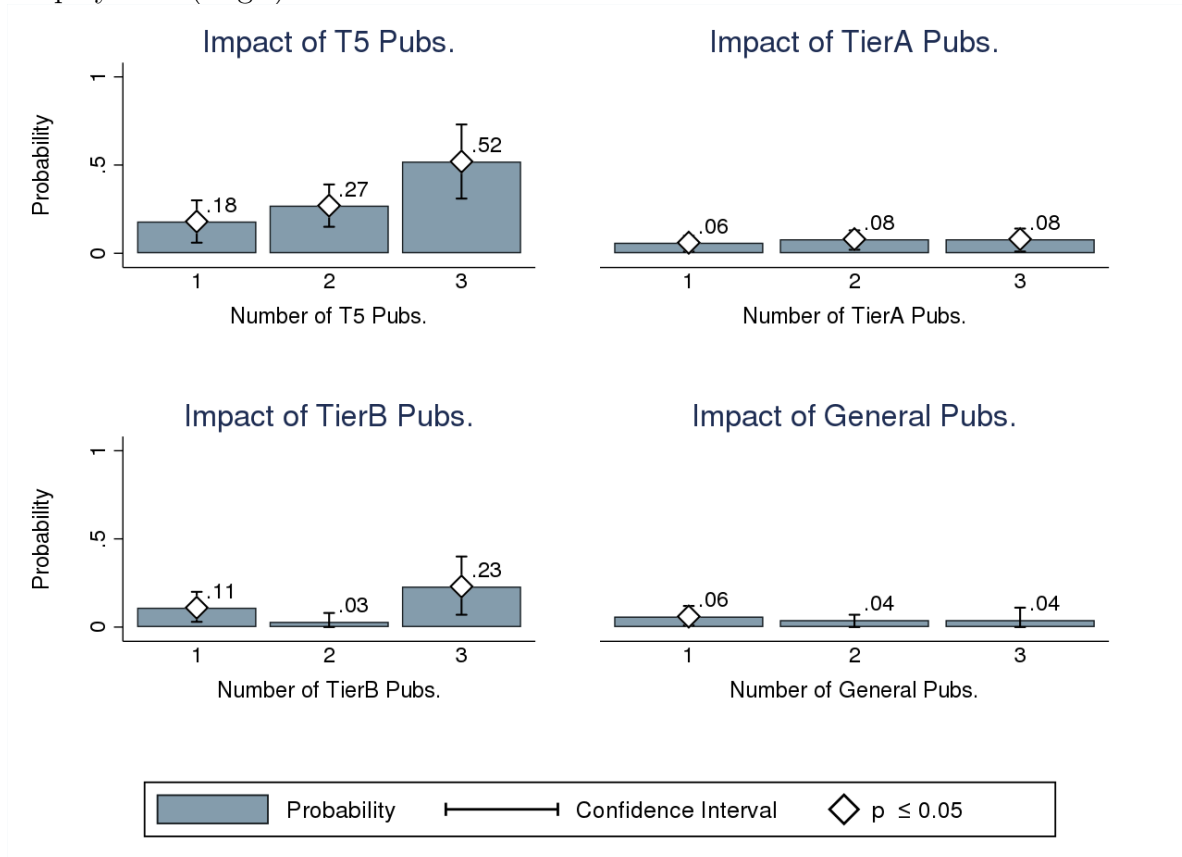 Impact of T5 Pubs.
Impact of TierA Pubs.
Probability
0 .5 1
.18
.27
.52
.06
.08
.08
1 2 3
1 2 3
Number of T5 Pubs.
Number of TierA Pubs.
Impact of TierB Pubs.
Impact of General Pubs.
Probability
0 .5 1
.11
.03
.23
.06
.04
.04
1 2 3
1 2 3
Number of TierB Pubs.
Number of General Pubs.
Probability
Confidence Interval
p ≤ 0.05